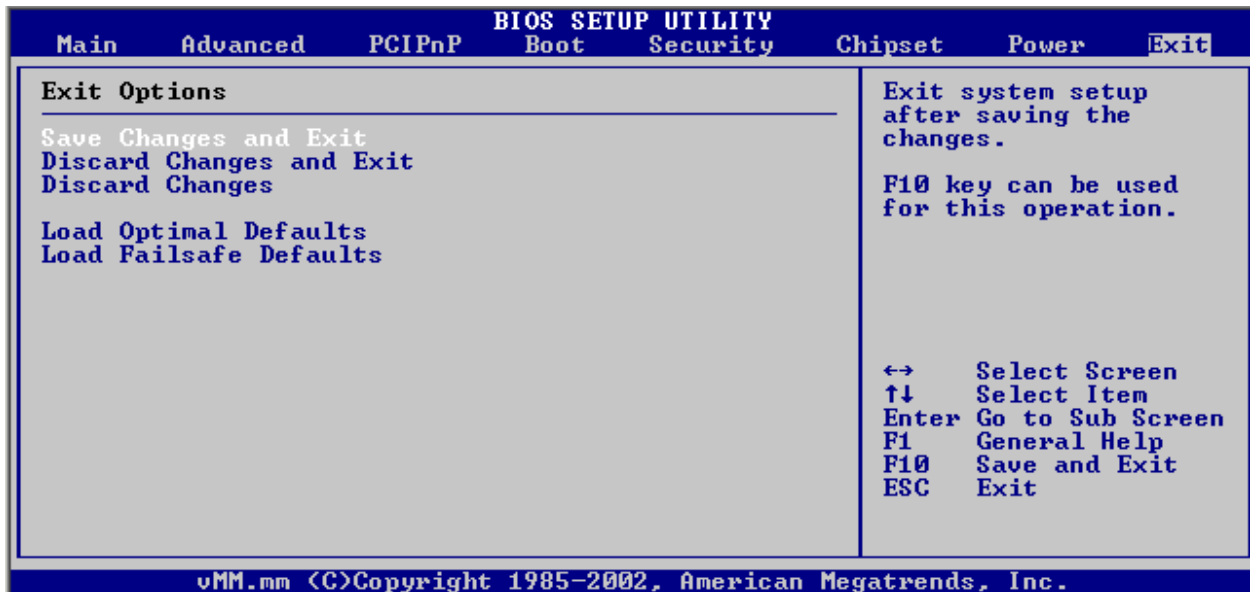 BIOS SETUP UTILITY
Main Advanced PCIPnP Boot Security Chipset Power Exit
Exit Options
Save Changes and Exit
Discard Changes and Exit
Discard Changes
Load Optimal Defaults
Load Failsafe Defaults
Exit system setup
after saving the
changes.
F10 key can be used
for this operation.
↔ Select Screen
↑↓ Select Item
Enter Go to Sub Screen
F1 General Help
F10 Save and Exit
ESC Exit
vMM.mm (C)Copyright 1985-2002, American Megatrends, Inc.